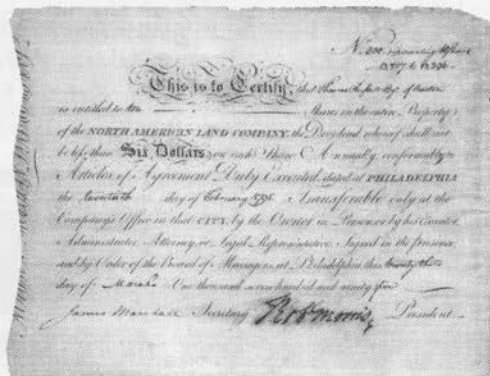 This is to Certify, that Thomas
is entitled to ten Shares in the entire Property
of the NORTH AMERICAN LAND COMPANY, the Dividend whereof shall not
be less than Six Dollars on each Share Annually, conformably to
Articles of Agreement Duly Executed, dated at PHILADELPHIA
the twentieth day of February 1795 Transferable only at the
Company's Office in that CITY, by the Owner in Person, or by his Executor
Administrator, Attorney or Legal Representative. Signed in the presence
and by Order of the Board of Managers, at Philadelphia this
day of March One thousand seven hundred and ninety five
James Marshall Secretary Rob Morris President